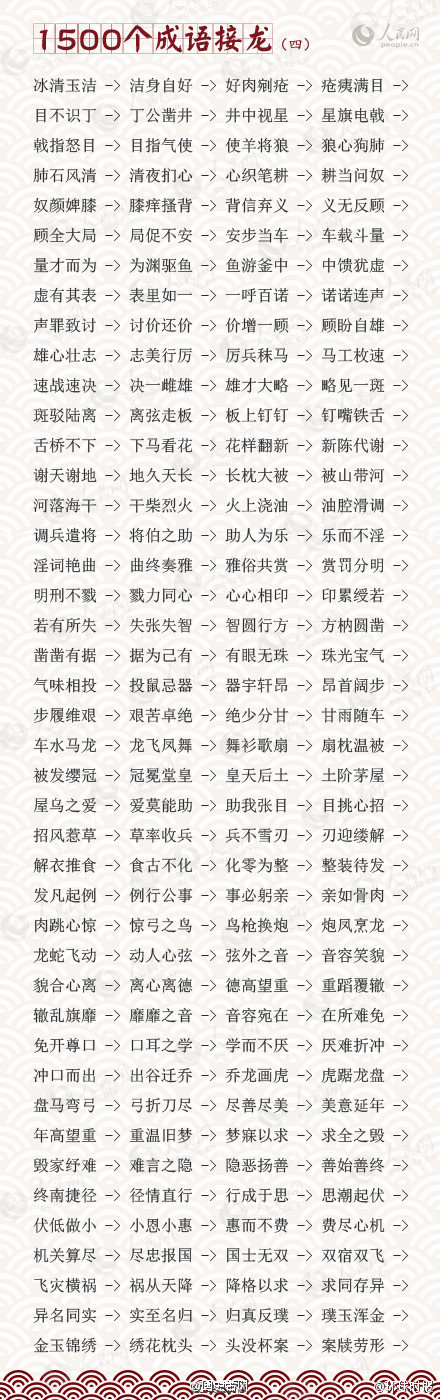 1500个成语接龙（四）
人民网
people.cn
冰清玉洁 -> 洁身自好 -> 好肉剜疮 -> 疮痍满目 ->
目不识丁 -> 丁公凿井 -> 井中视星 -> 星旗电戟 ->
戟指怒目 -> 目指气使 -> 使羊将狼 -> 狼心狗肺 ->
肺石风清 -> 清夜扪心 -> 心织笔耕 -> 耕当问奴 ->
奴颜婢膝 -> 膝痒搔背 -> 背信弃义 -> 义无反顾 ->
顾全大局 -> 局促不安 -> 安步当车 -> 车载斗量 ->
量才而为 -> 为渊驱鱼 -> 鱼游釜中 -> 中馈犹虚 ->
虚有其表 -> 表里如一 -> 一呼百诺 -> 诺诺连声 ->
声罪致讨 -> 讨价还价 -> 价增一顾 -> 顾盼自雄 ->
雄心壮志 -> 志美行厉 -> 厉兵秣马 -> 马工枚速 ->
速战速决 -> 决一雌雄 -> 雄才大略 -> 略见一斑 ->
斑驳陆离 -> 离弦走板 -> 板上钉钉 -> 钉嘴铁舌 ->
舌桥不下 -> 下马看花 -> 花样翻新 -> 新陈代谢 ->
谢天谢地 -> 地久天长 -> 长枕大被 -> 被山带河 ->
河落海干 -> 干柴烈火 -> 火上浇油 -> 油腔滑调 ->
调兵遣将 -> 将伯之助 -> 助人为乐 -> 乐而不淫 ->
淫词艳曲 -> 曲终奏雅 -> 雅俗共赏 -> 赏罚分明 ->
明刑不戮 -> 戮力同心 -> 心心相印 -> 印累绶若 ->
若有所失 -> 失张失智 -> 智圆行方 -> 方枘圆凿 ->
凿凿有据 -> 据为己有 -> 有眼无珠 -> 珠光宝气 ->
气味相投 -> 投鼠忌器 -> 器宇轩昂 -> 昂首阔步 ->
步履维艰 -> 艰苦卓绝 -> 绝少分甘 -> 甘雨随车 ->
车水马龙 -> 龙飞凤舞 -> 舞衫歌扇 -> 扇枕温被 ->
被发缨冠 -> 冠冕堂皇 -> 皇天后土 -> 土阶茅屋 ->
屋乌之爱 -> 爱莫能助 -> 助我张目 -> 目挑心招 ->
招风惹草 -> 草率收兵 -> 兵不雪刃 -> 刃迎缕解 ->
解衣推食 -> 食古不化 -> 化零为整 -> 整装待发 ->
发凡起例 -> 例行公事 -> 事必躬亲 -> 亲如骨肉 ->
肉跳心惊 -> 惊弓之鸟 -> 鸟枪换炮 -> 炮凤烹龙 ->
龙蛇飞动 -> 动人心弦 -> 弦外之音 -> 音容笑貌 ->
貌合心离 -> 离心离德 -> 德高望重 -> 重蹈覆辙 ->
辙乱旗靡 -> 靡靡之音 -> 音容宛在 -> 在所难免 ->
免开尊口 -> 口耳之学 -> 学而不厌 -> 厌难折冲 ->
冲口而出 -> 出谷迁乔 -> 乔龙画虎 -> 虎踞龙盘 ->
盘马弯弓 -> 弓折刀尽 -> 尽善尽美 -> 美意延年 ->
年高望重 -> 重温旧梦 -> 梦寐以求 -> 求全之毁 ->
毁家纾难 -> 难言之隐 -> 隐恶扬善 -> 善始善终 ->
终南捷径 -> 径情直行 -> 行成于思 -> 思潮起伏 ->
伏低做小 -> 小恩小惠 -> 惠而不费 -> 费尽心机 ->
机关算尽 -> 尽忠报国 -> 国士无双 -> 双宿双飞 ->
飞灾横祸 -> 祸从天降 -> 降格以求 -> 求同存异 ->
异名同实 -> 实至名归 -> 归真反璞 -> 璞玉浑金 ->
金玉锦绣 -> 绣花枕头 -> 头没杯案 -> 案牍劳形 ->